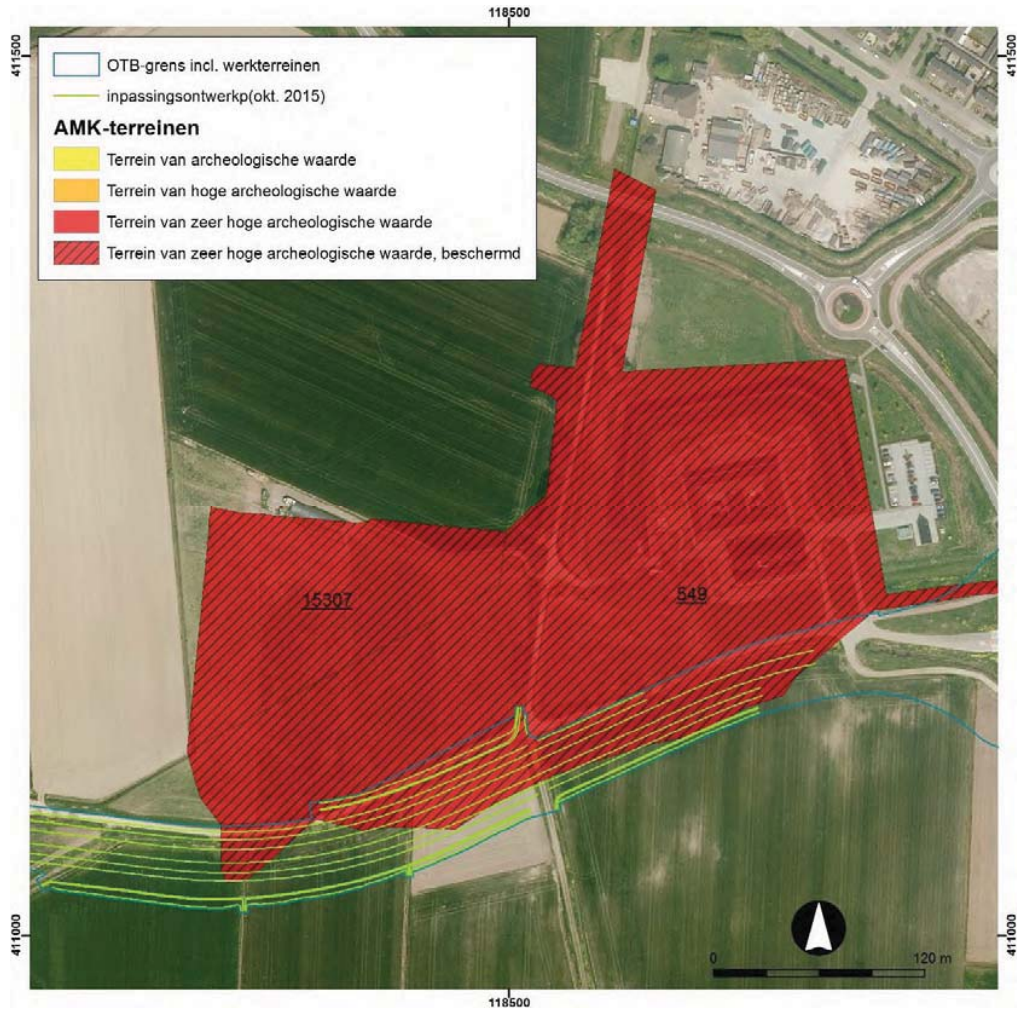 118500
411500
411500
OTB-grens incl. werkterreinen
inpassingsontwerkp(okt. 2015)
AMK-terreinen
Terrein van archeologische waarde
Terrein van hoge archeologische waarde
Terrein van zeer hoge archeologische waarde
Terrein van zeer hoge archeologische waarde, beschermd
15307
549
411000
411000
0
120 m
118500